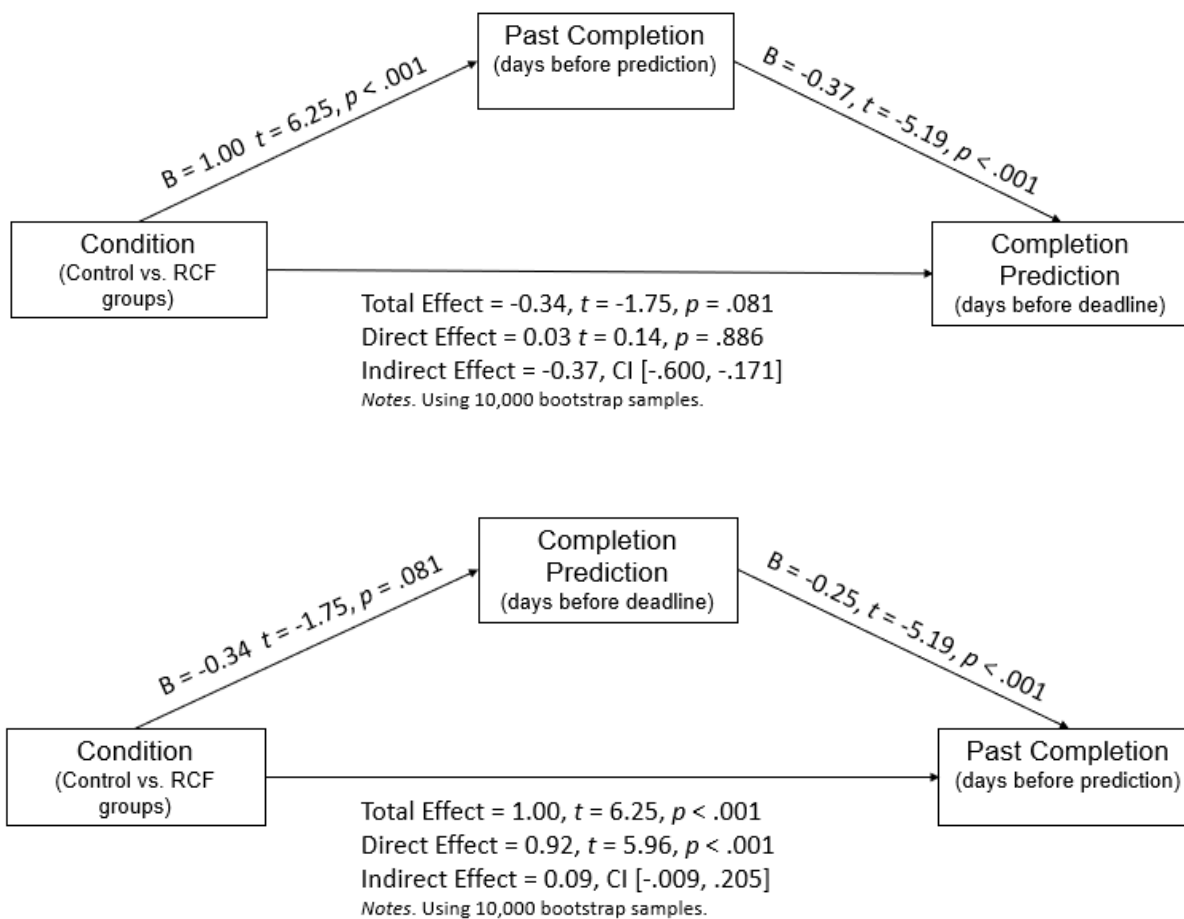 Past Completion
(days before prediction)
B = 1.00  t = 6.25, p < .001
B = -0.37, t = -5.19, p < .001
Condition
(Control vs. RCF
groups)
Completion
Prediction
(days before deadline)
Total Effect = -0.34, t = -1.75, p = .081
Direct Effect = 0.03 t = 0.14, p = .886
Indirect Effect = -0.37, CI [-.600, -.171]
Notes. Using 10,000 bootstrap samples.
Completion
Prediction
(days before deadline)
B = -0.34  t = -1.75, p = .081
B = -0.25, t = -5.19, p < .001
Condition
(Control vs. RCF
groups)
Past Completion
(days before prediction)
Total Effect = 1.00, t = 6.25, p < .001
Direct Effect = 0.92, t = 5.96, p < .001
Indirect Effect = 0.09, CI [-.009, .205]
Notes. Using 10,000 bootstrap samples.